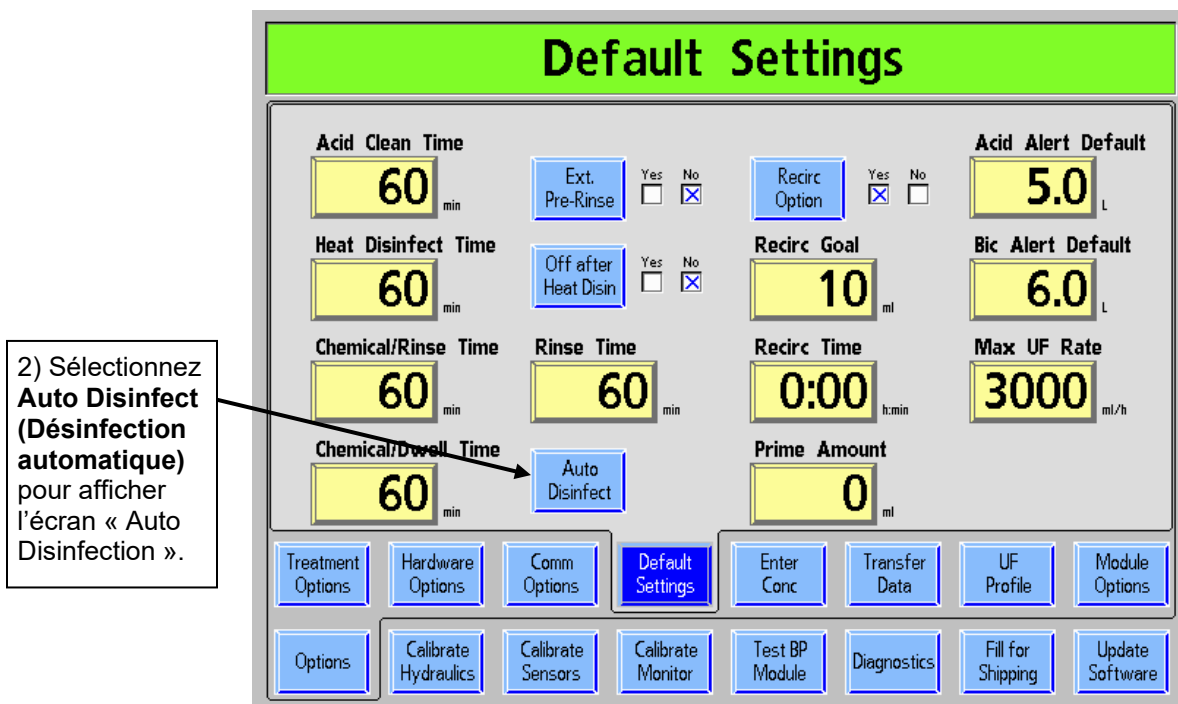 Default Settings
Acid Clean Time
60 min
Ext.
Pre-Rinse
Yes No
Recirc
Option
Yes No
Acid Alert Default
5.0 L
Heat Disinfect Time
60 min
Off after
Heat Disin
Yes No
Recirc Goal
10 ml
Bic Alert Default
6.0 L
Chemical/Rinse Time
60 min
Rinse Time
60 min
Recirc Time
0:00 h:min
Max UF Rate
3000 ml/h
Chemical/Dwell Time
60 min
Auto
Disinfect
Prime Amount
0 ml
2) Sélectionnez
Auto Disinfect
(Désinfection
automatique)
pour afficher
l’écran « Auto
Disinfection ».
Treatment
Options
Hardware
Options
Comm
Options
Default
Settings
Enter
Conc
Transfer
Data
UF
Profile
Module
Options
Options
Calibrate
Hydraulics
Calibrate
Sensors
Calibrate
Monitor
Test BP
Module
Diagnostics
Fill for
Shipping
Update
Software